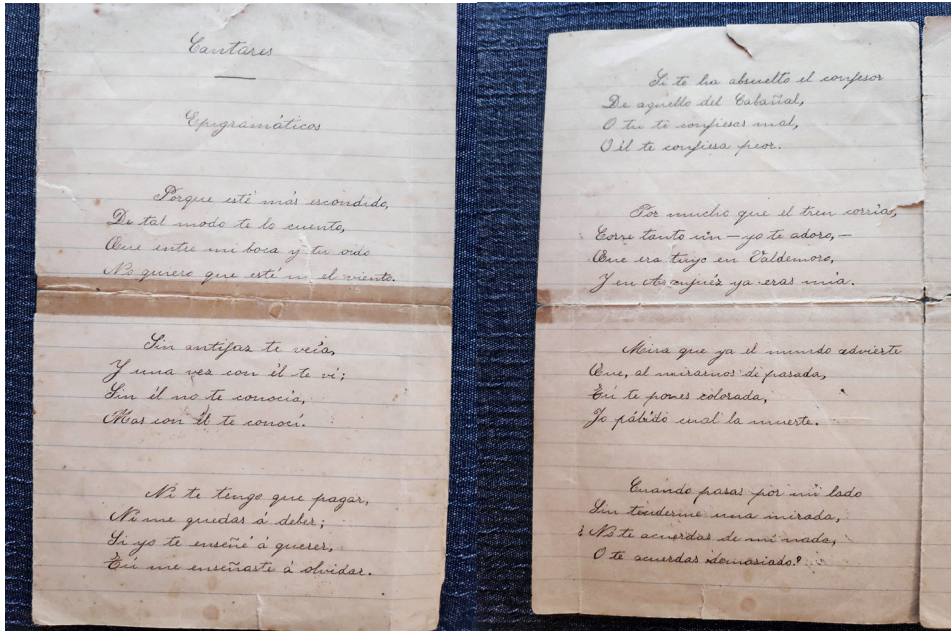 Cantares
Epigramáticos
Porque esté más escondido,
De tal modo te lo cuento,
Que entre mi boca y tu oido
No quiero que esté ni el viento.
Sin antifaz te veía,
Y una vez con él te vi;
Sin él no te conocía,
Mas con él te conocí.
Ni te tengo que pagar,
Ni me quedas á deber;
Si yo te enseñé á querer,
Tú me enseñaste á olvidar.
Si te ha absuelto el confesor
De aquello del Cabañal,
O tu te confiesas mal,
O él te confiesa peor.
Por mucho que el tren corría,
Corre tanto un — yo te adoro, —
Que era tuyo en Valdemoro,
Y en Aranjuéz ya eras mía.
Mira que ya el mundo advierte
Que, al mirarnos de pasada,
Tú te pones colorada,
Yo pálido cual la muerte.
Cuándo pasas por mi lado
Sin tenderme una mirada,
¿No te acuerdas de mi nada,
O te acuerdas demasiado?